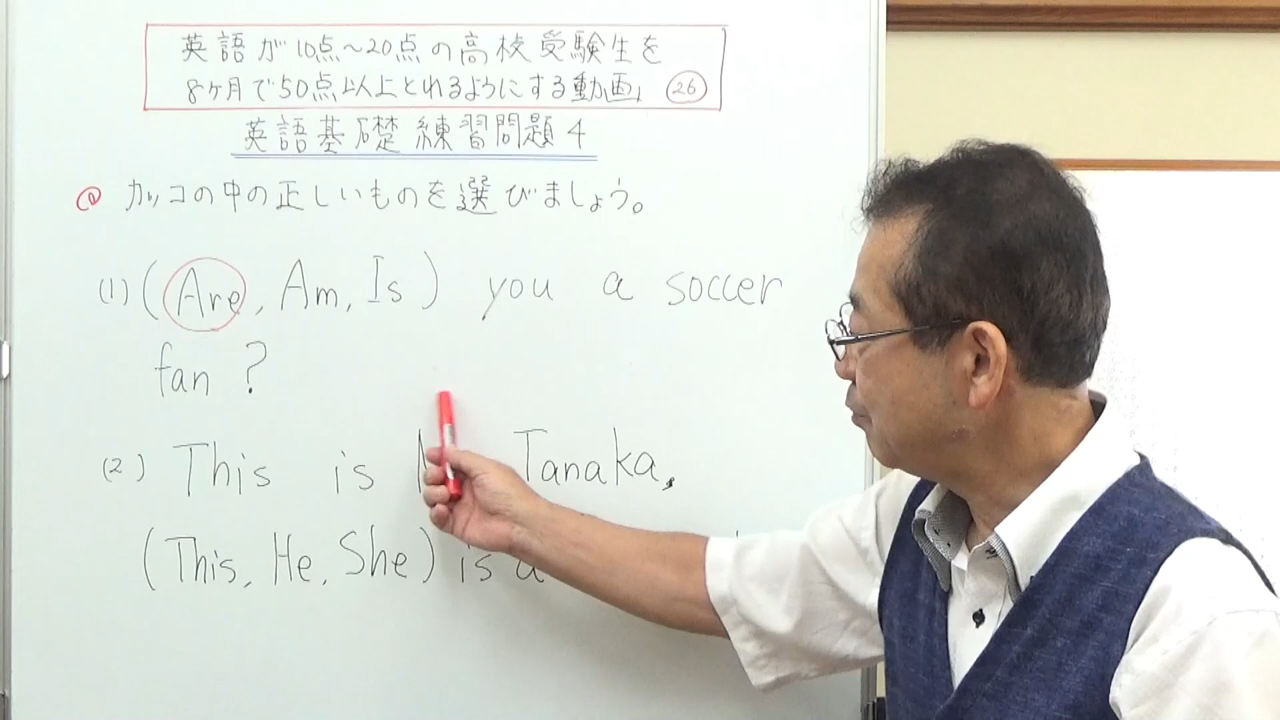 英語が10点〜20点の高校受験生を
8ヶ月で50点以上とれるようにする動画 26
英語基礎練習問題4
カッコの中の正しいものを選びましょう。
(1) (Are, Am, Is) you a soccer
fan ?
(2) This is Tanaka,
(This, He, She) is a